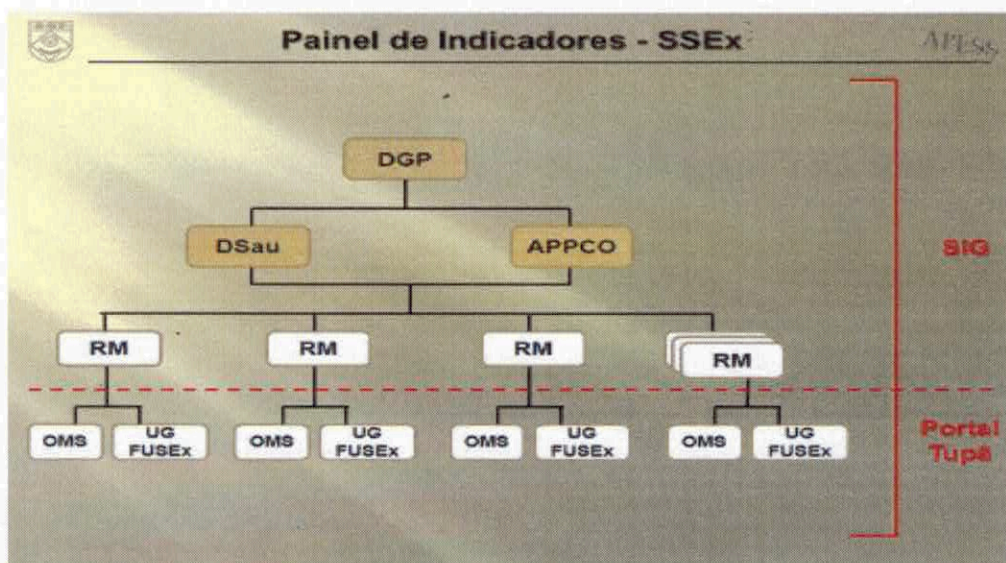 Painel de Indicadores - SSEx
APESS
DGP
DSau
APPCO
SIG
RM
RM
RM
RM
OMS
UG
FUSEx
OMS
UG
FUSEx
OMS
UG
FUSEx
OMS
UG
FUSEx
Portal
Tupã